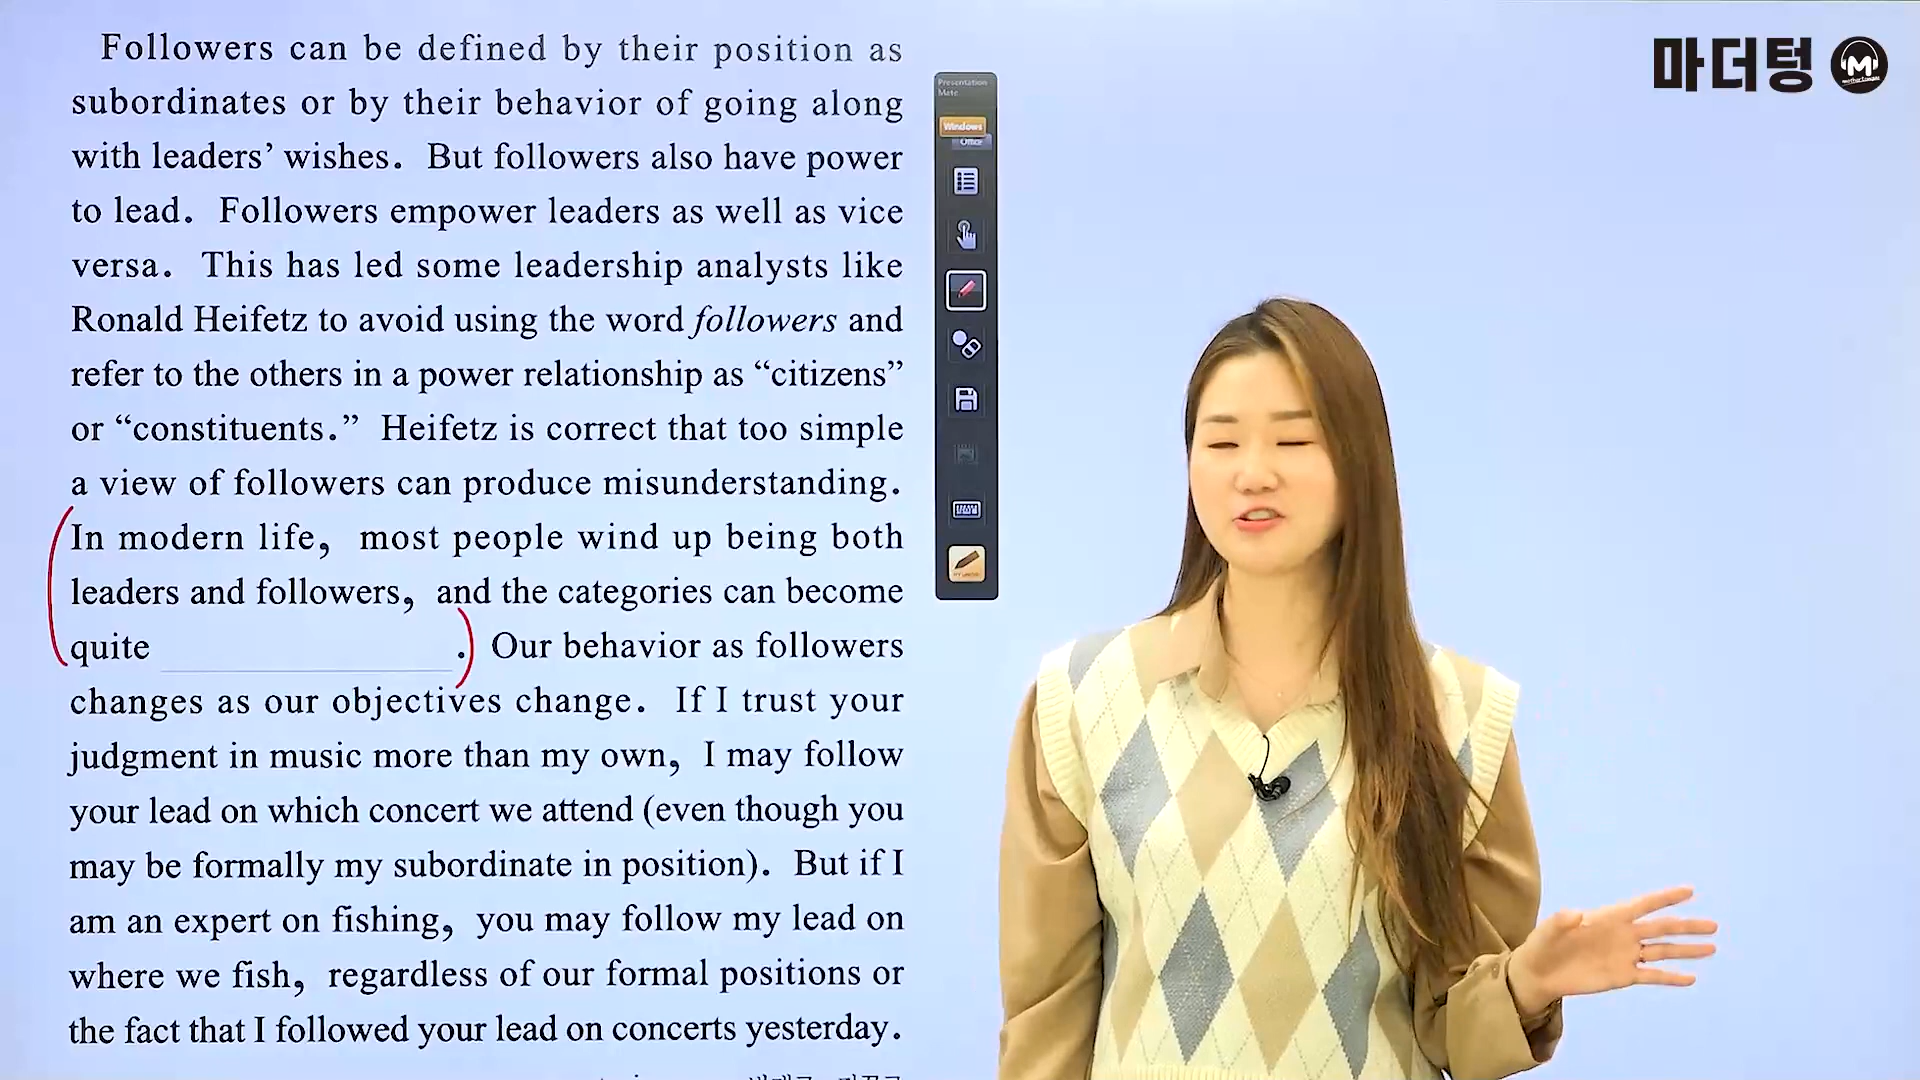 Followers can be defined by their position as
subordinates or by their behavior of going along
with leaders’ wishes. But followers also have power
to lead. Followers empower leaders as well as vice
versa. This has led some leadership analysts like
Ronald Heifetz to avoid using the word followers and
refer to the others in a power relationship as “citizens”
or “constituents.” Heifetz is correct that too simple
a view of followers can produce misunderstanding.
In modern life, most people wind up being both
leaders and followers, and the categories can become
quite . Our behavior as followers
changes as our objectives change. If I trust your
judgment in music more than my own, I may follow
your lead on which concert we attend (even though you
may be formally my subordinate in position). But if I
am an expert on fishing, you may follow my lead on
where we fish, regardless of our formal positions or
the fact that I followed your lead on concerts yesterday.
Presentation
Mate
Windows
Office
마더텅
M